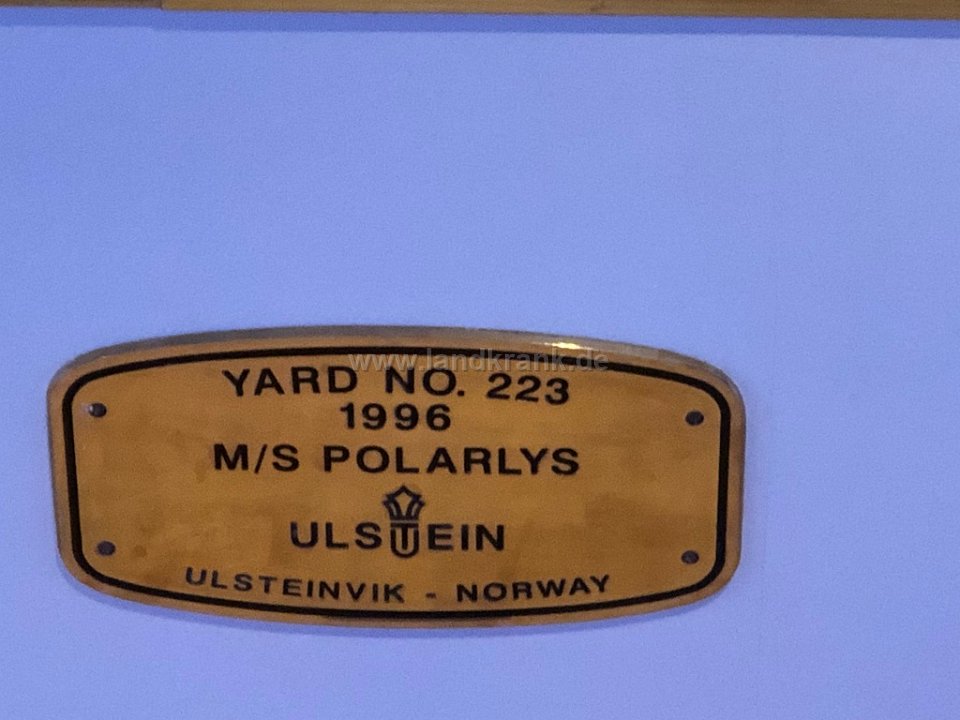 www.landkrank.de
YARD NO. 223
1996
M/S POLARLYS
ULSTEIN
ULSTEINVIK - NORWAY